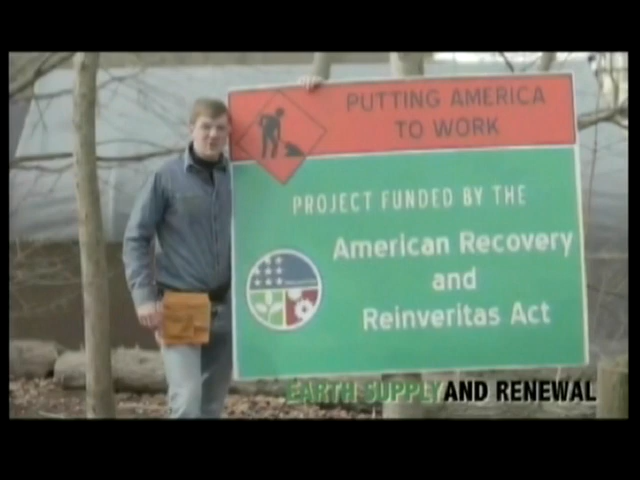 PUTTING AMERICA
TO WORK
PROJECT FUNDED BY THE
American Recovery
and
Reinveritas Act
EARTH SUPPLY AND RENEWAL